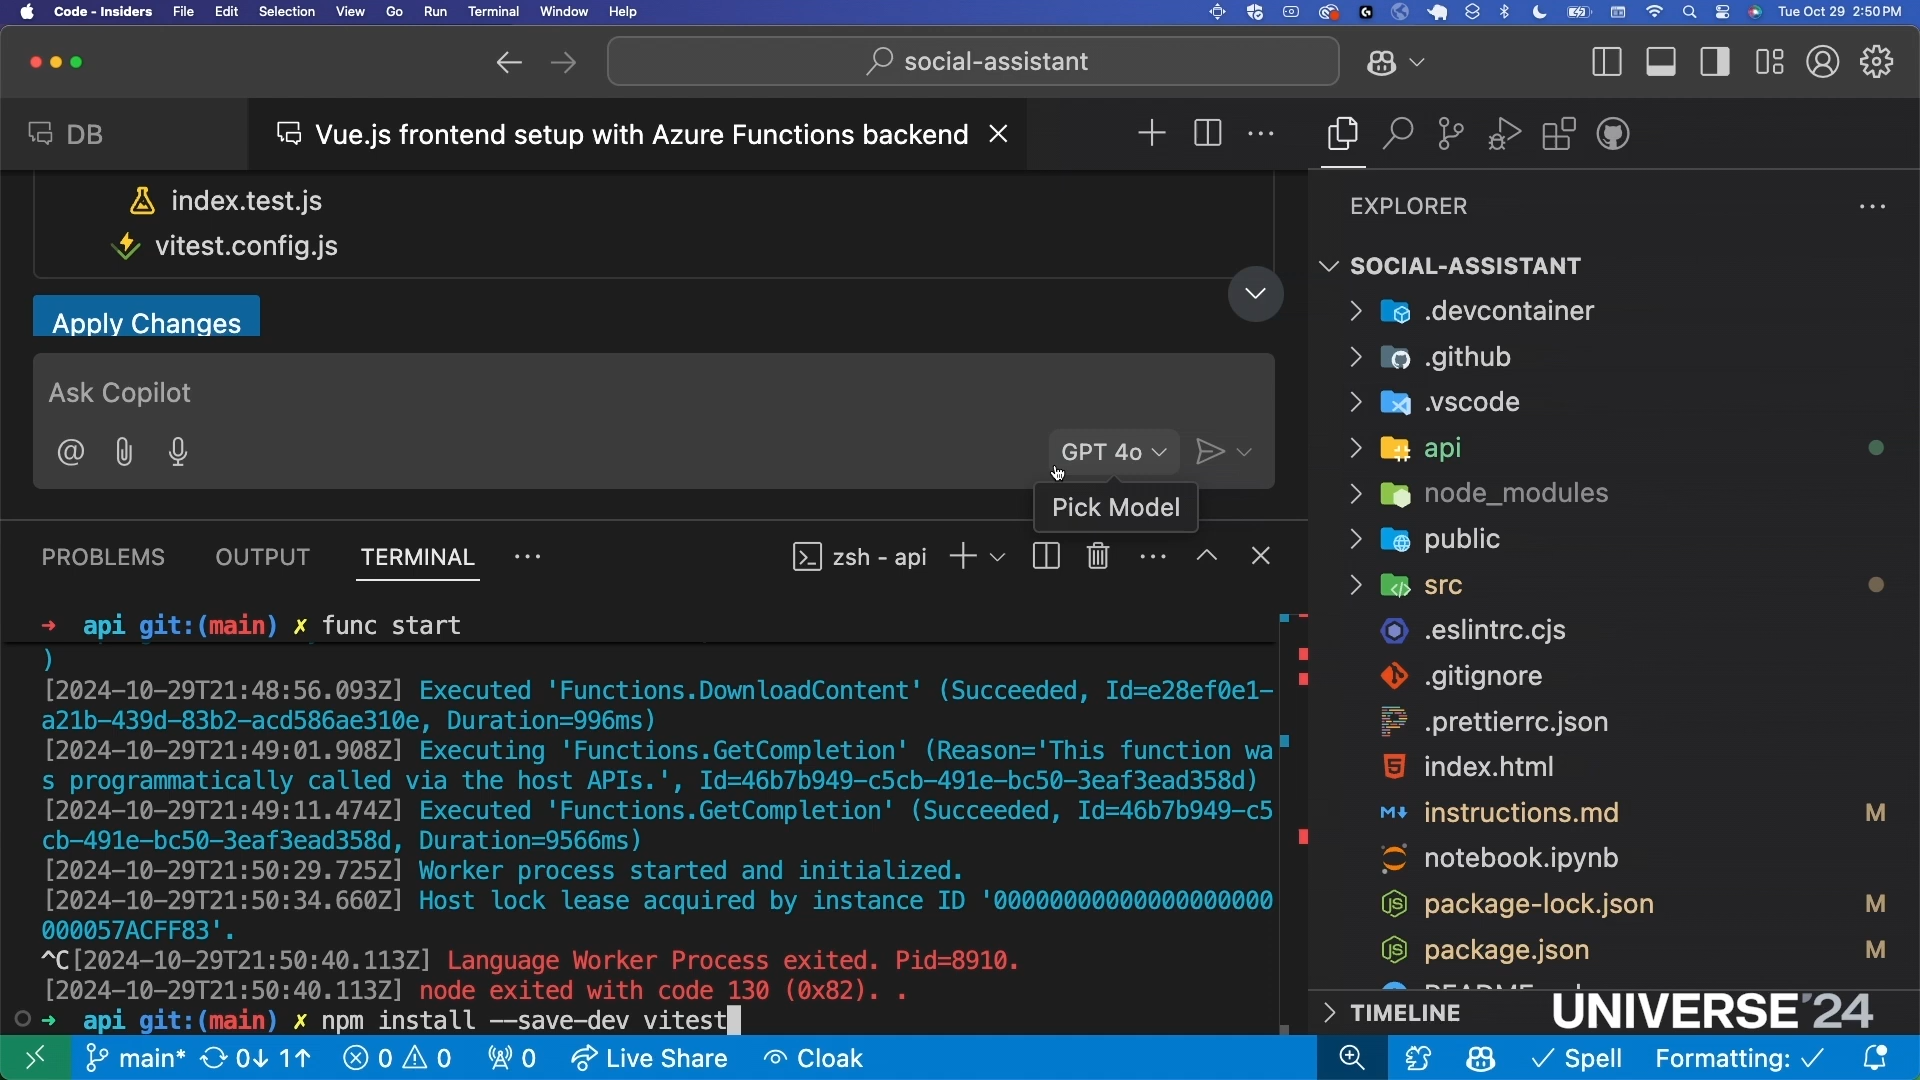 Code - Insiders File Edit Selection View Go Run Terminal Window Help Tue Oct 29 2:50 PM
social-assistant
DB
Vue.js frontend setup with Azure Functions backend
index.test.js
vitest.config.js
Apply Changes
Ask Copilot
@
GPT 4o
Pick Model
PROBLEMS OUTPUT TERMINAL ···
zsh - api
→ api git:(main) ✗ func start
)
[2024-10-29T21:48:56.093Z] Executed 'Functions.DownloadContent' (Succeeded, Id=e28ef0e1-
a21b-439d-83b2-acd586ae310e, Duration=996ms)
[2024-10-29T21:49:01.908Z] Executing 'Functions.GetCompletion' (Reason='This function wa
s programmatically called via the host APIs.', Id=46b7b949-c5cb-491e-bc50-3eaf3ead358d)
[2024-10-29T21:49:11.474Z] Executed 'Functions.GetCompletion' (Succeeded, Id=46b7b949-c5
cb-491e-bc50-3eaf3ead358d, Duration=9566ms)
[2024-10-29T21:50:29.725Z] Worker process started and initialized.
[2024-10-29T21:50:34.660Z] Host lock lease acquired by instance ID '00000000000000000000
000057ACFF83'.
^C[2024-10-29T21:50:40.113Z] Language Worker Process exited. Pid=8910.
[2024-10-29T21:50:40.113Z] node exited with code 130 (0x82). .
→ api git:(main) ✗ npm install --save-dev vitest
EXPLORER
SOCIAL-ASSISTANT
.devcontainer
.github
.vscode
api
node_modules
public
src
.eslintrc.cjs
.gitignore
.prettierrc.json
index.html
instructions.md M
notebook.ipynb
package-lock.json M
package.json M
TIMELINE
UNIVERSE'24
main* 0↓ 1↑ 0 0 0 Live Share Cloak Spell Formatting: ✓